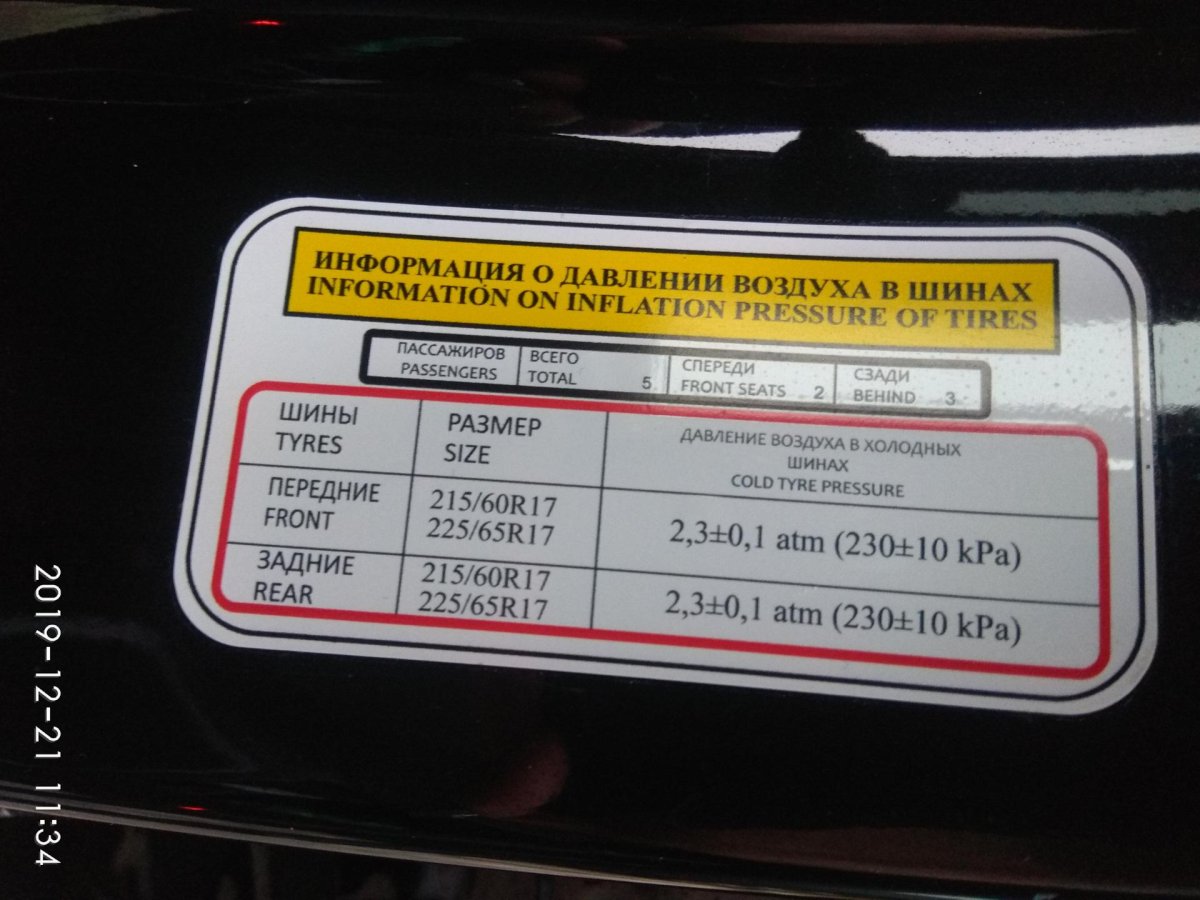 ИНФОРМАЦИЯ О ДАВЛЕНИИ ВОЗДУХА В ШИНАХ
INFORMATION ON INFLATION PRESSURE OF TIRES
ПАССАЖИРОВ
PASSENGERS
ВСЕГО
TOTAL 5
СПЕРЕДИ
FRONT SEATS 2
СЗАДИ
BEHIND 3
ШИНЫ
TYRES
РАЗМЕР
SIZE
ДАВЛЕНИЕ ВОЗДУХА В ХОЛОДНЫХ
ШИНАХ
COLD TYRE PRESSURE
ПЕРЕДНИЕ
FRONT
215/60R17
225/65R17
2,3±0,1 atm (230±10 kPa)
ЗАДНИЕ
REAR
215/60R17
225/65R17
2,3±0,1 atm (230±10 kPa)
2019-12-21 11:34